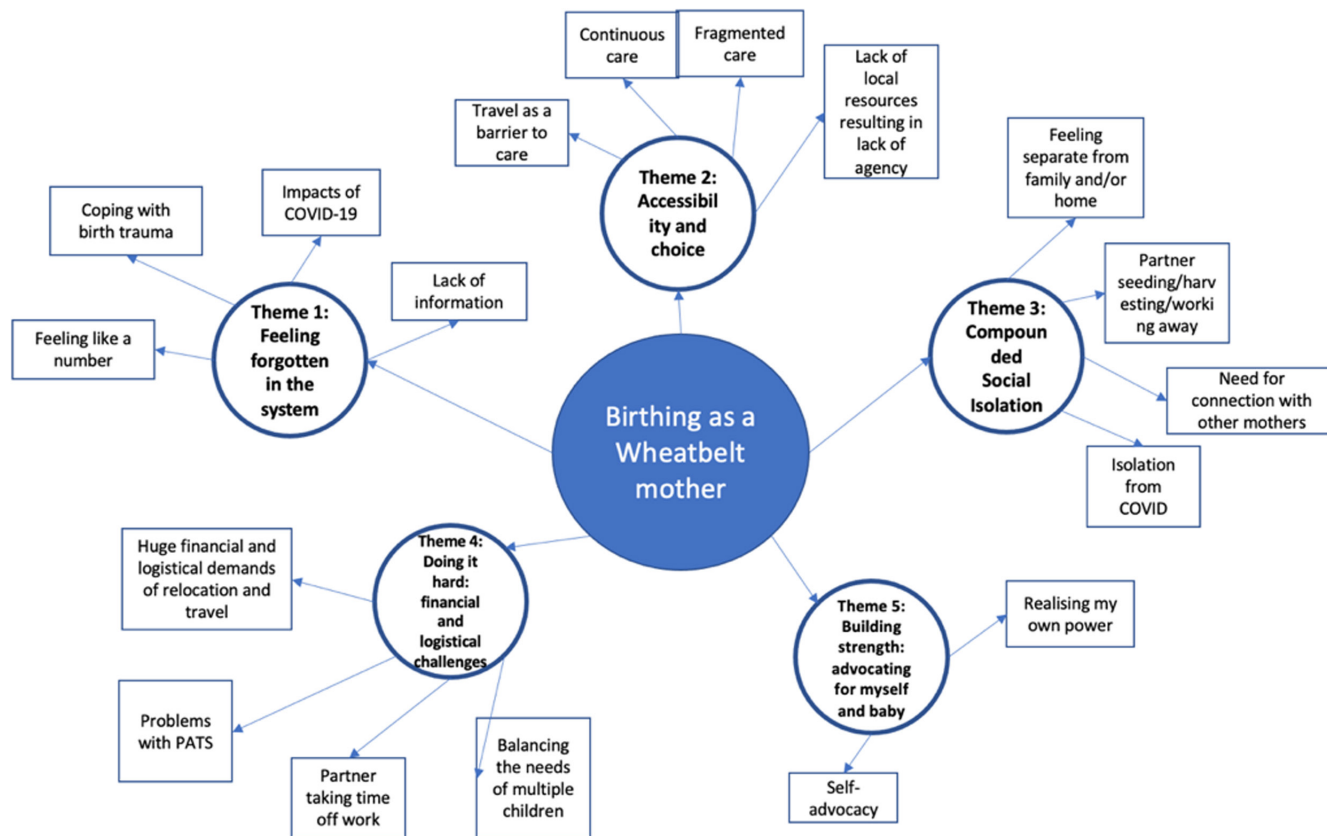 Continuous
care
Fragmented
care
Lack of
local
resources
resulting in
lack of
agency
Travel as a
barrier to
care
Theme 2:
Accessibil
ity and
choice
Coping with
birth trauma
Impacts of
COVID-19
Lack of
information
Feeling like a
number
Theme 1:
Feeling
forgotten
in the
system
Feeling
separate from
family and/or
home
Partner
seeding/harv
esting/worki
ng away
Need for
connection with
other mothers
Isolation
from
COVID
Theme 3:
Compou
nded
Social
Isolation
Birthing as a
Wheatbelt
mother
Theme 4:
Doing it
hard:
financial
and
logistical
challenges
Huge financial and
logistical demands
of relocation and
travel
Problems
with PATS
Partner
taking time
off work
Balancing
the needs
of multiple
children
Theme 5:
Building
strength:
advocating
for myself
and baby
Realising my
own power
Self-
advocacy